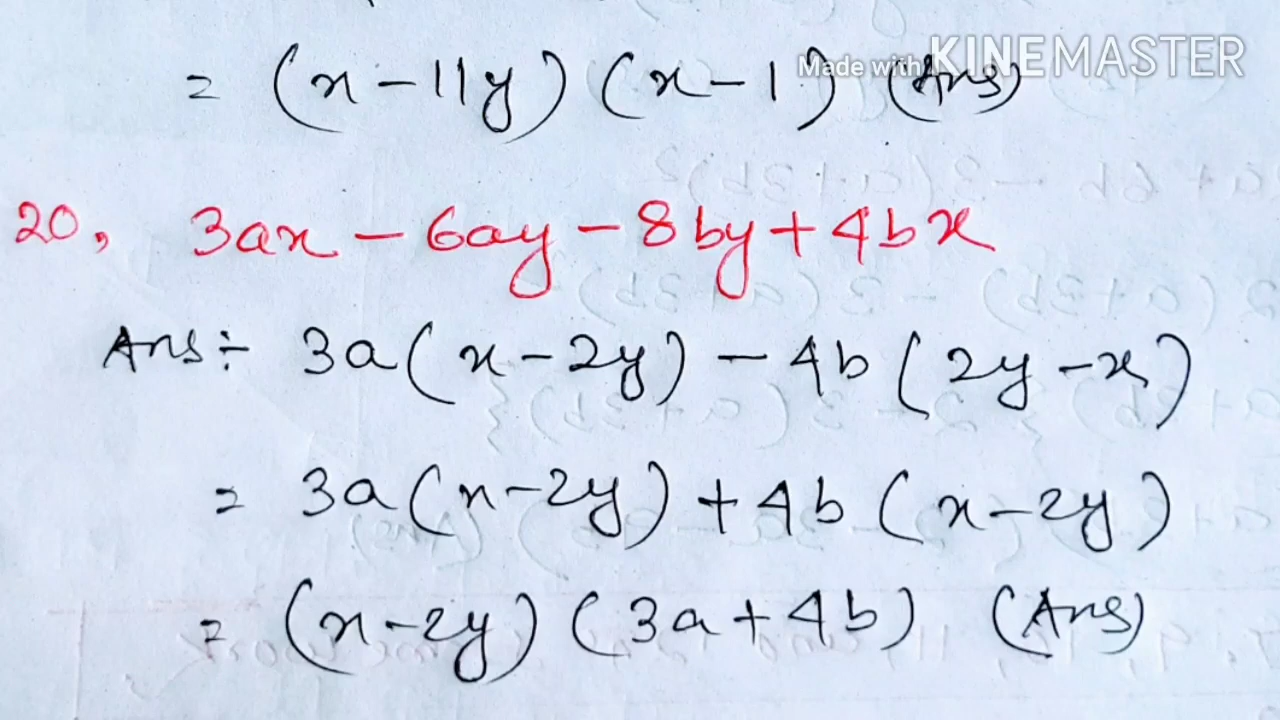 = (x-11y) (x-1) (Ans)
Made with KINEMASTER
20, 3ax - 6ay - 8by + 4bx
Ans÷ 3a(x-2y) - 4b(2y-x)
= 3a(x-2y) + 4b(x-2y)
= (x-2y) (3a+4b) (Ans)